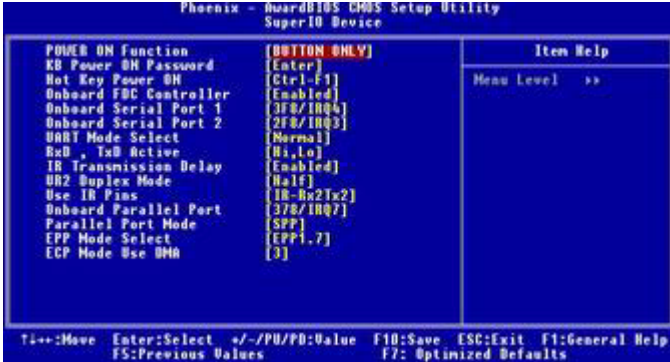 Phoenix - AwardBIOS CMOS Setup Utility
SuperIO Device
POWER ON Function [BUTTON ONLY]
KB Power ON Password [Enter]
Hot Key Power ON [Ctrl-F1]
Onboard FDC Controller [Enabled]
Onboard Serial Port 1 [3F8/IRQ4]
Onboard Serial Port 2 [2F8/IRQ3]
UART Mode Select [Normal]
RxD , TxD Active [Hi,Lo]
IR Transmission Delay [Enabled]
UR2 Duplex Mode [Half]
Use IR Pins [IR-Rx2Tx2]
Onboard Parallel Port [378/IRQ7]
Parallel Port Mode [SPP]
EPP Mode Select [EPP1.7]
ECP Mode Use DMA [3]
Item Help
Menu Level ▸▸
↑↓→←:Move Enter:Select +/-/PU/PD:Value F10:Save ESC:Exit F1:General Help
F5:Previous Values F7: Optimized Defaults